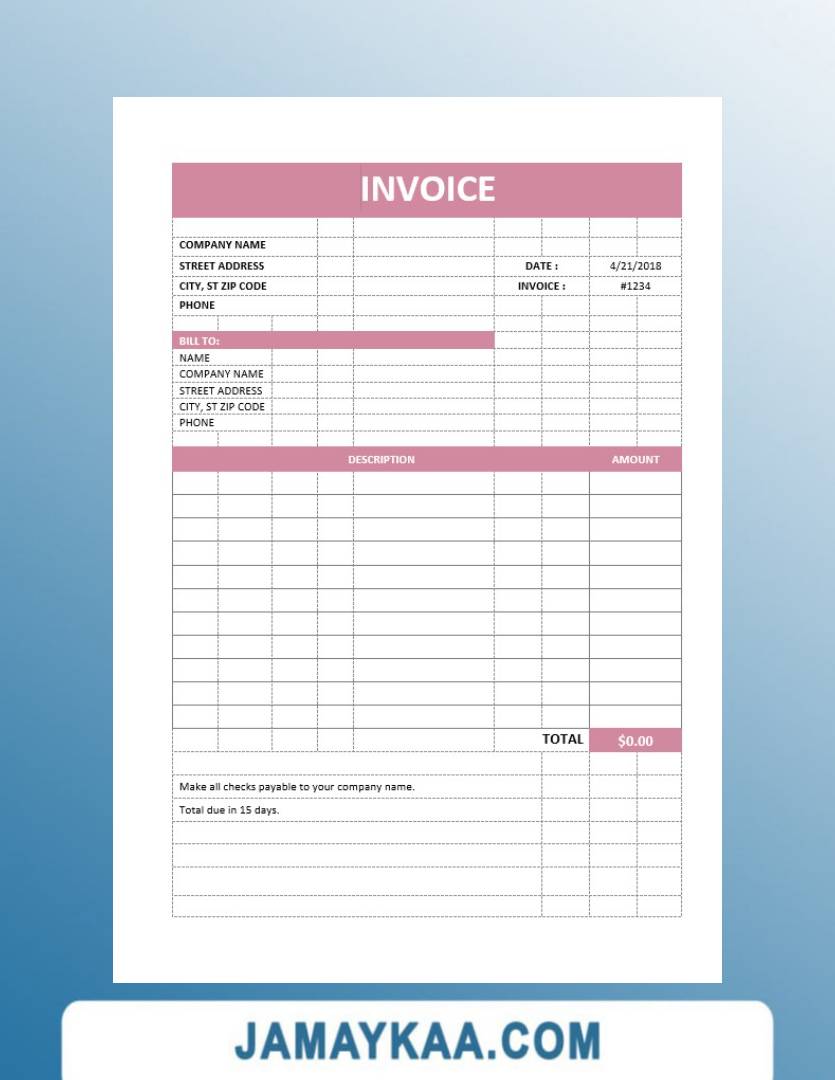 INVOICE
COMPANY NAME
STREET ADDRESS DATE : 4/21/2018
CITY, ST ZIP CODE INVOICE : #1234
PHONE
BILL TO:
NAME
COMPANY NAME
STREET ADDRESS
CITY, ST ZIP CODE
PHONE
DESCRIPTION AMOUNT
TOTAL $0.00
Make all checks payable to your company name.
Total due in 15 days.
JAMAYKAA.COM